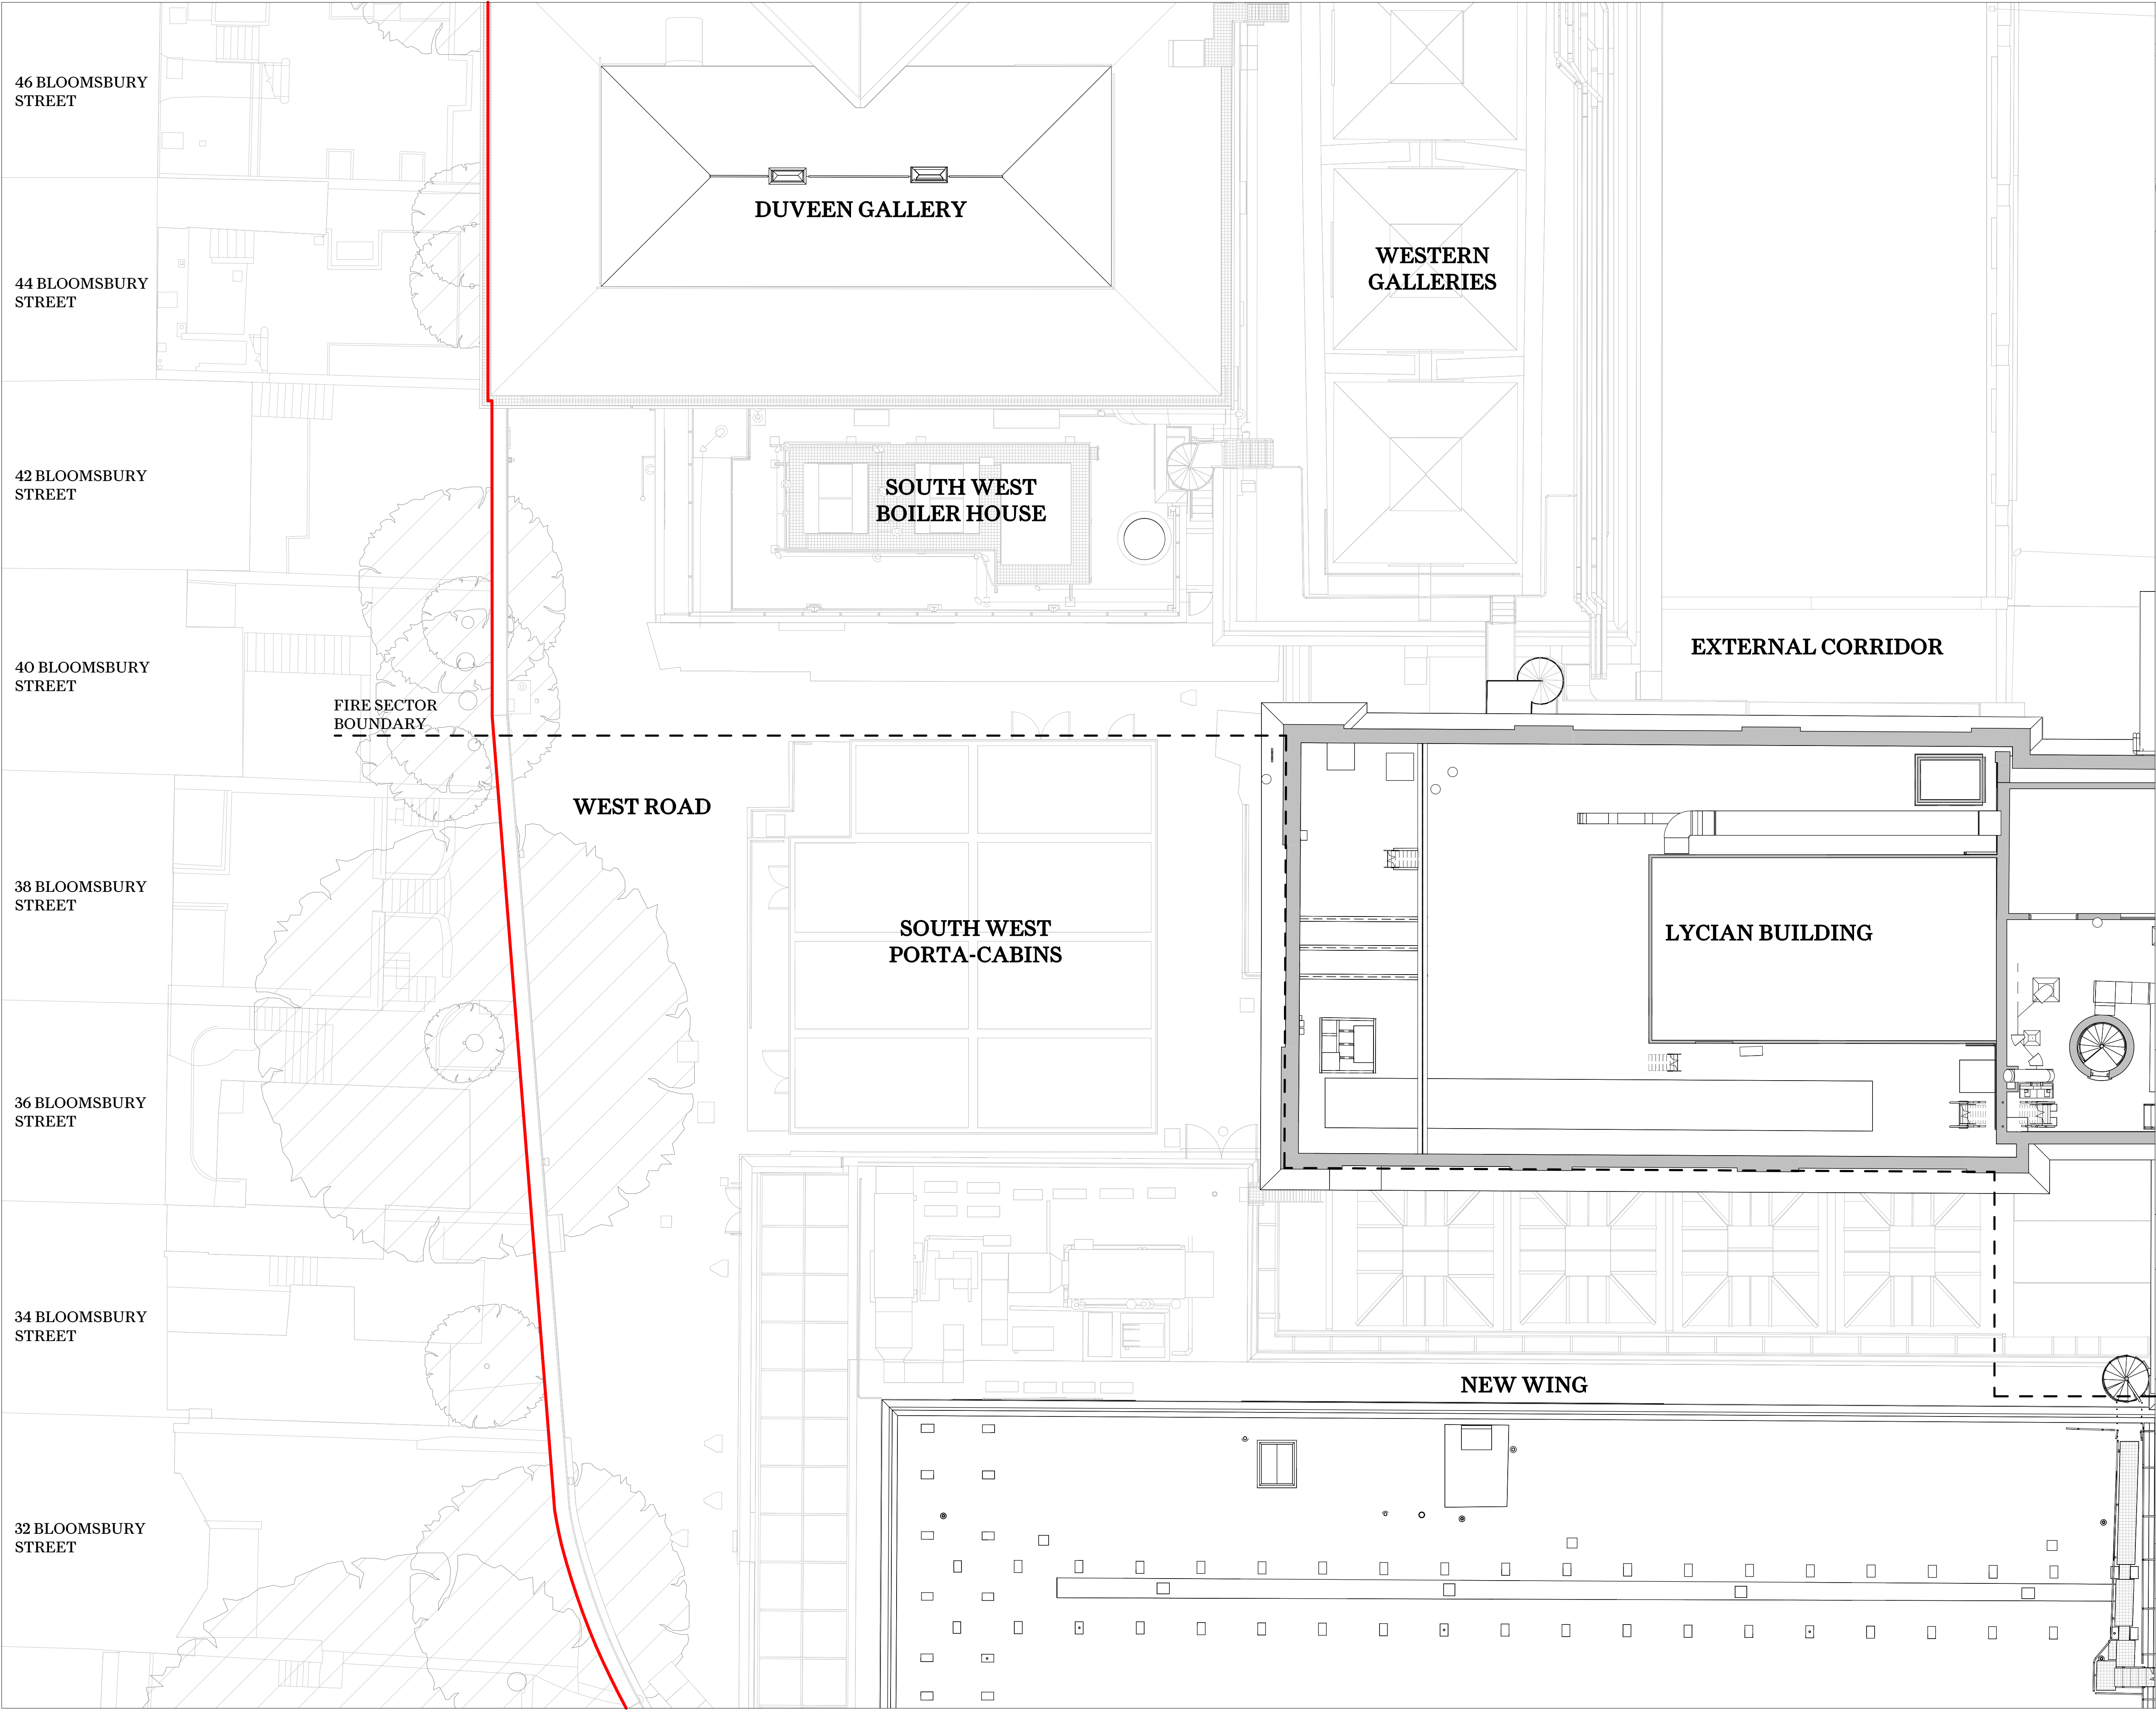 46 BLOOMSBURY
STREET
DUVEEN GALLERY
WESTERN
GALLERIES
44 BLOOMSBURY
STREET
42 BLOOMSBURY
STREET
SOUTH WEST
BOILER HOUSE
EXTERNAL CORRIDOR
40 BLOOMSBURY
STREET
FIRE SECTOR
BOUNDARY
WEST ROAD
38 BLOOMSBURY
STREET
SOUTH WEST
PORTA-CABINS
LYCIAN BUILDING
36 BLOOMSBURY
STREET
34 BLOOMSBURY
STREET
NEW WING
32 BLOOMSBURY
STREET